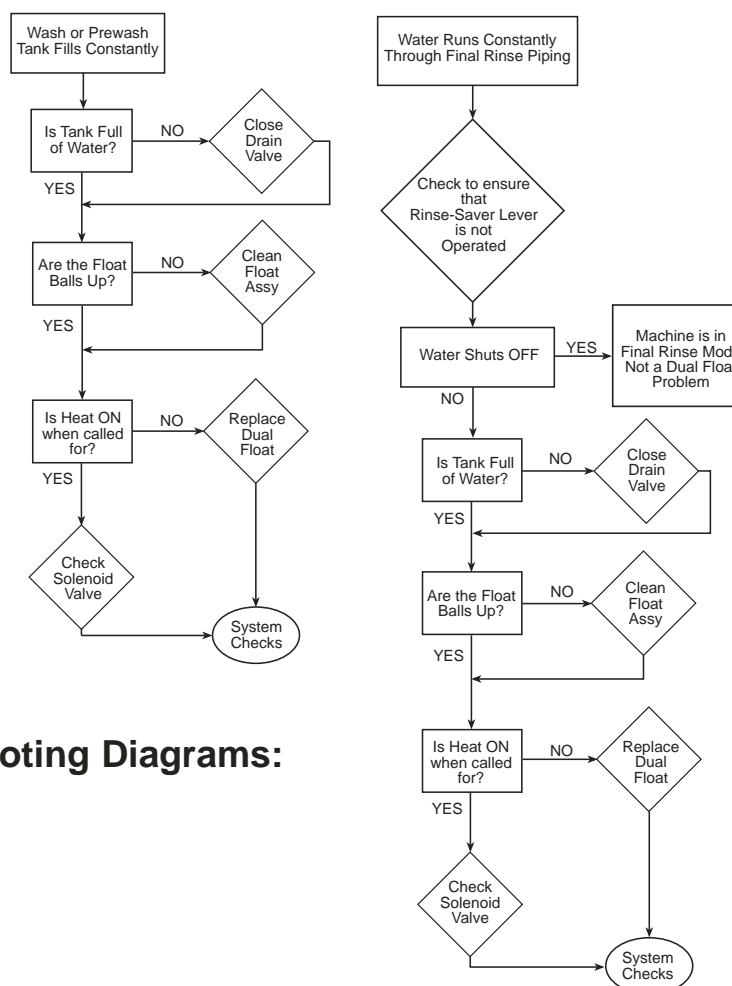 Wash or Prewash
Tank Fills Constantly
Is Tank Full
of Water?
NO
Close
Drain
Valve
YES
Are the Float
Balls Up?
NO
Clean
Float
Assy
YES
Is Heat ON
when called
for?
NO
Replace
Dual
Float
YES
Check
Solenoid
Valve
System
Checks
oting Diagrams:
Water Runs Constantly
Through Final Rinse Piping
Check to ensure
that
Rinse-Saver Lever
is not
Operated
Water Shuts OFF
YES
Machine is in
Final Rinse Mod
Not a Dual Floa
Problem
NO
Is Tank Full
of Water?
NO
Close
Drain
Valve
YES
Are the Float
Balls Up?
NO
Clean
Float
Assy
YES
Is Heat ON
when called
for?
NO
Replace
Dual
Float
YES
Check
Solenoid
Valve
System
Checks